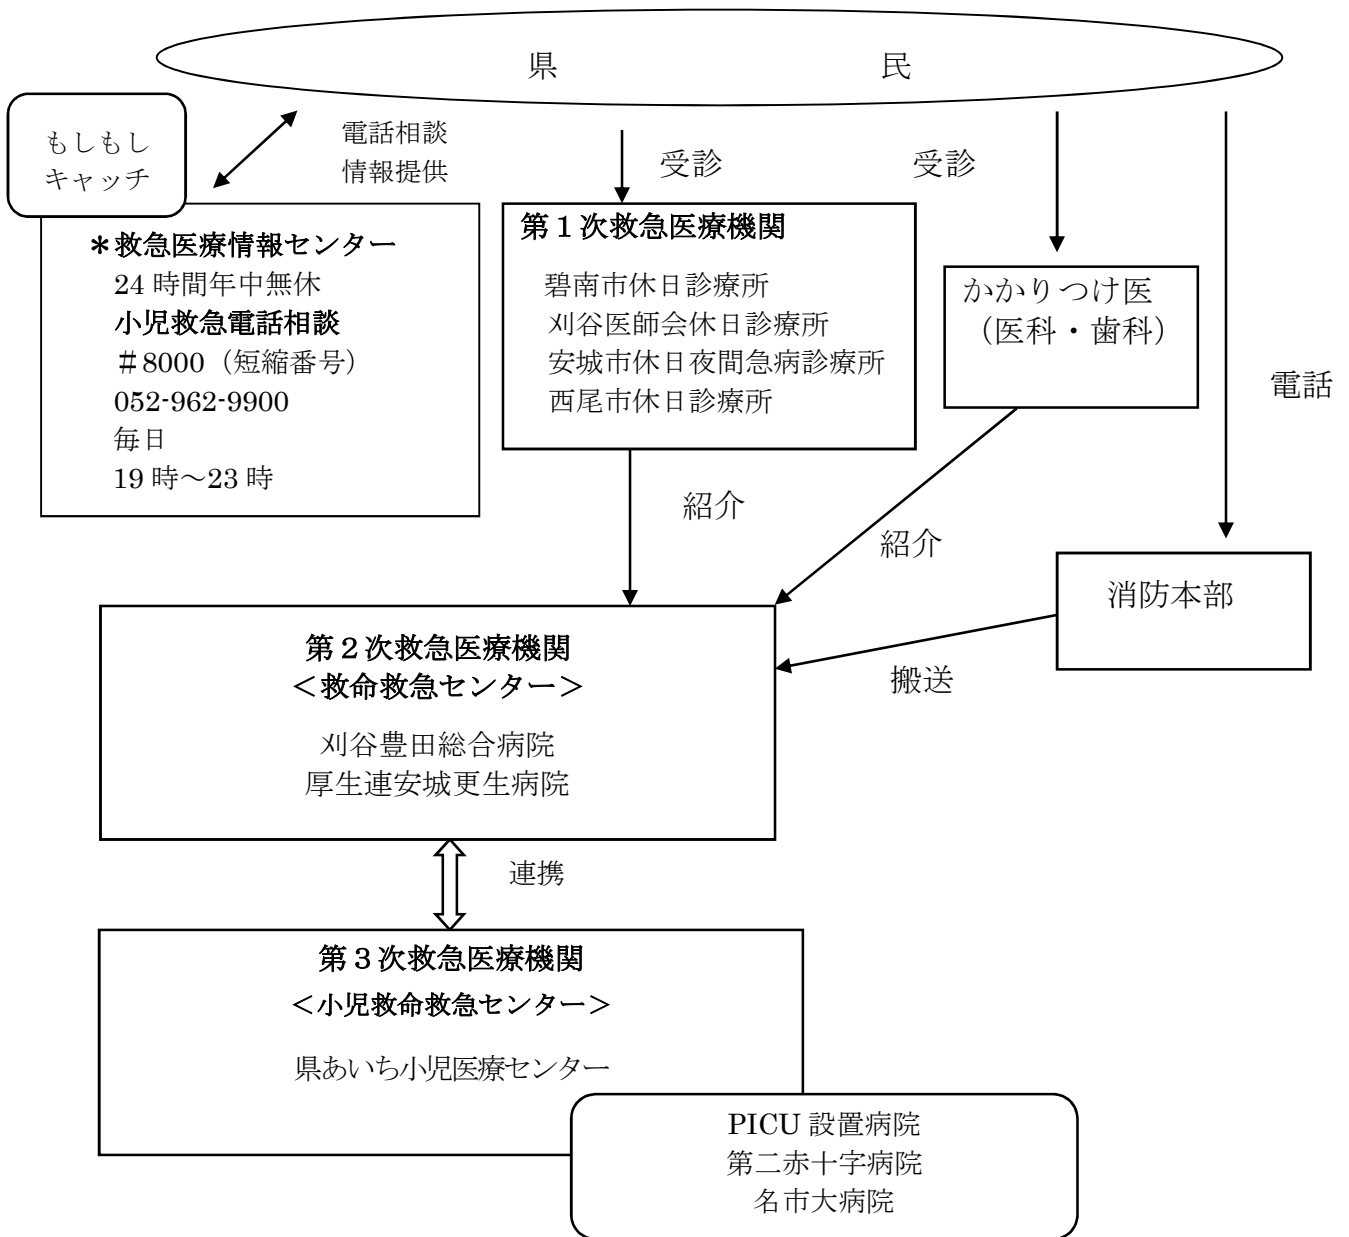 県　民
もしもし
キャッチ
電話相談
情報提供
受診
受診
＊救急医療情報センター
24時間年中無休
小児救急電話相談
＃8000（短縮番号）
052-962-9900
毎日
19時～23時
第１次救急医療機関
碧南市休日診療所
刈谷医師会休日診療所
安城市休日夜間急病診療所
西尾市休日診療所
かかりつけ医
（医科・歯科）
電話
紹介
紹介
消防本部
搬送
第２次救急医療機関
＜救命救急センター＞
刈谷豊田総合病院
厚生連安城更生病院
連携
第３次救急医療機関
＜小児救命救急センター＞
県あいち小児医療センター
PICU設置病院
第二赤十字病院
名市大病院